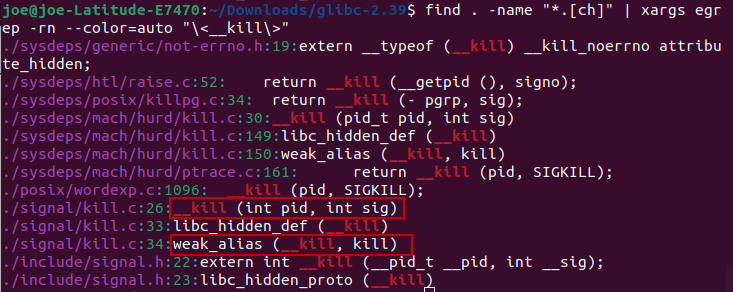 joe@joe-Latitude-E7470:~/Downloads/glibc-2.39$ find . -name "*.[ch]" | xargs egr
ep -rn --color=auto "\<__kill\>"
./sysdeps/generic/not-errno.h:19:extern __typeof (__kill) __kill_noerrno attribu
te_hidden;
./sysdeps/htl/raise.c:52:    return __kill (__getpid (), signo);
./sysdeps/posix/killpg.c:34:  return __kill (- pgrp, sig);
./sysdeps/mach/hurd/kill.c:30:__kill (pid_t pid, int sig)
./sysdeps/mach/hurd/kill.c:149:libc_hidden_def (__kill)
./sysdeps/mach/hurd/kill.c:150:weak_alias (__kill, kill)
./sysdeps/mach/hurd/ptrace.c:161:      return __kill (pid, SIGKILL);
./posix/wordexp.c:1096:  __kill (pid, SIGKILL);
./signal/kill.c:26:__kill (int pid, int sig)
./signal/kill.c:33:libc_hidden_def (__kill)
./signal/kill.c:34:weak_alias (__kill, kill)
./include/signal.h:22:extern int __kill (__pid_t __pid, int __sig);
./include/signal.h:23:libc_hidden_proto (__kill)